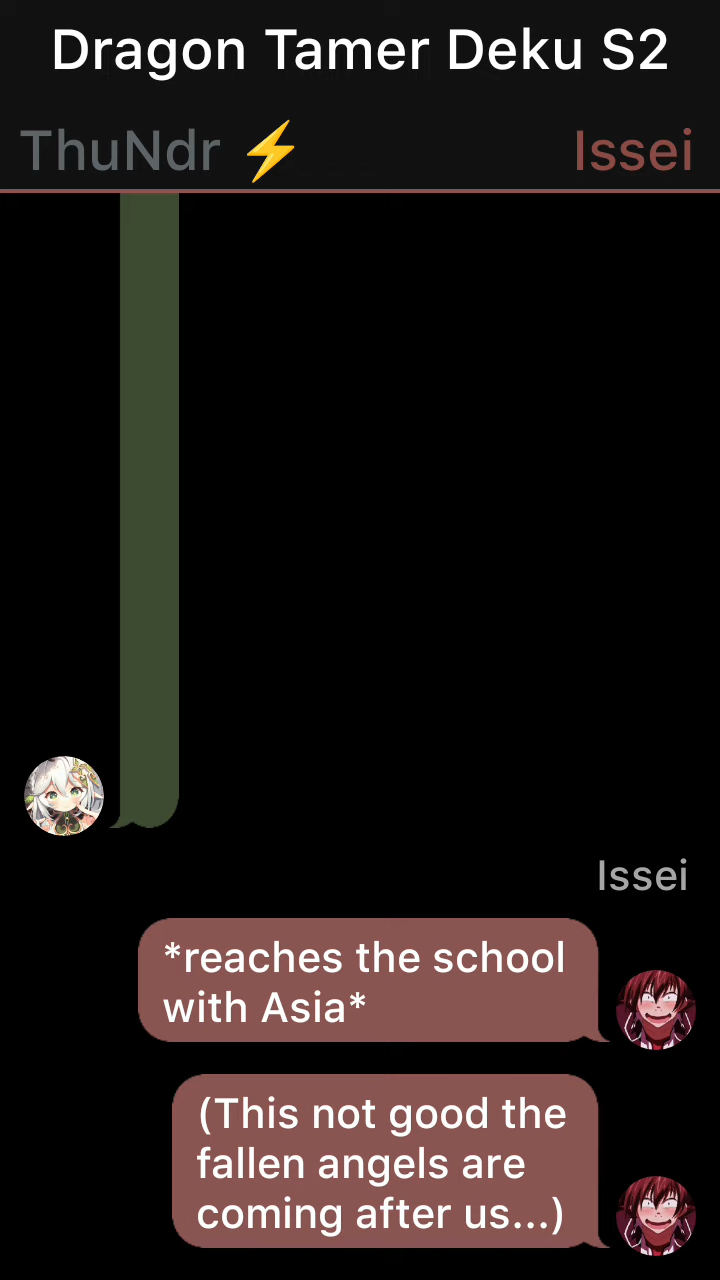 Dragon Tamer Deku S2
ThuNdr ⚡ Issei
Issei
*reaches the school
with Asia*
(This not good the
fallen angels are
coming after us...)